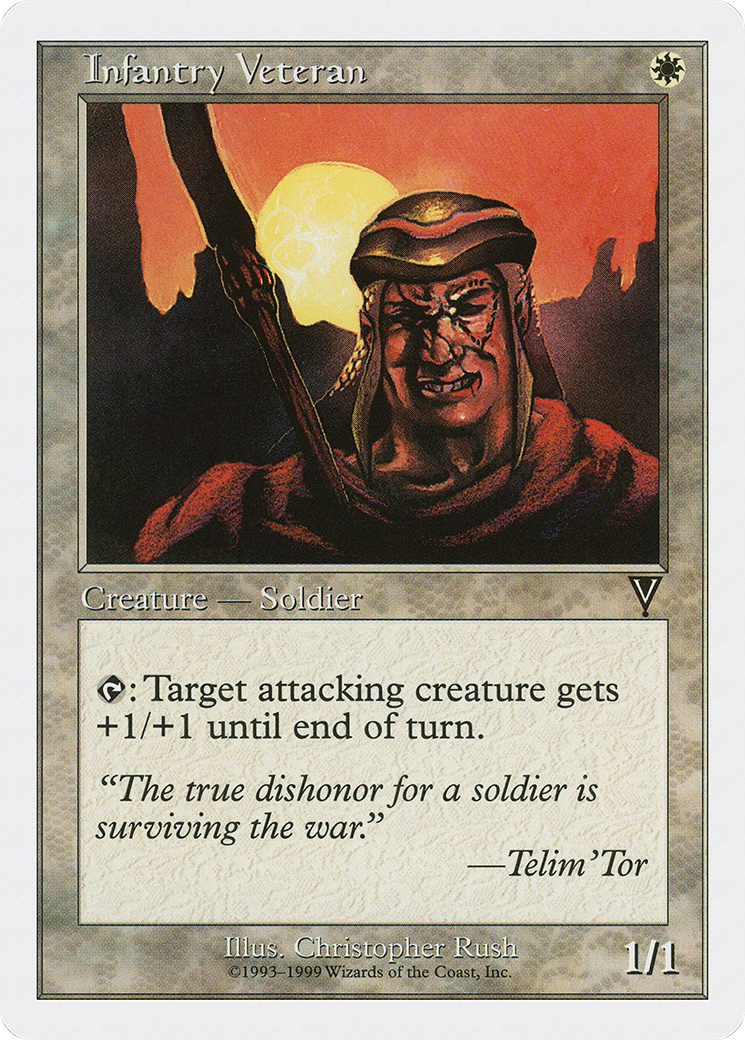 Infantry Veteran
Creature — Soldier
V
: Target attacking creature gets
+1/+1 until end of turn.
“The true dishonor for a soldier is
surviving the war.”
—Telim’Tor
Illus. Christopher Rush
©1993–1999 Wizards of the Coast, Inc.
1/1